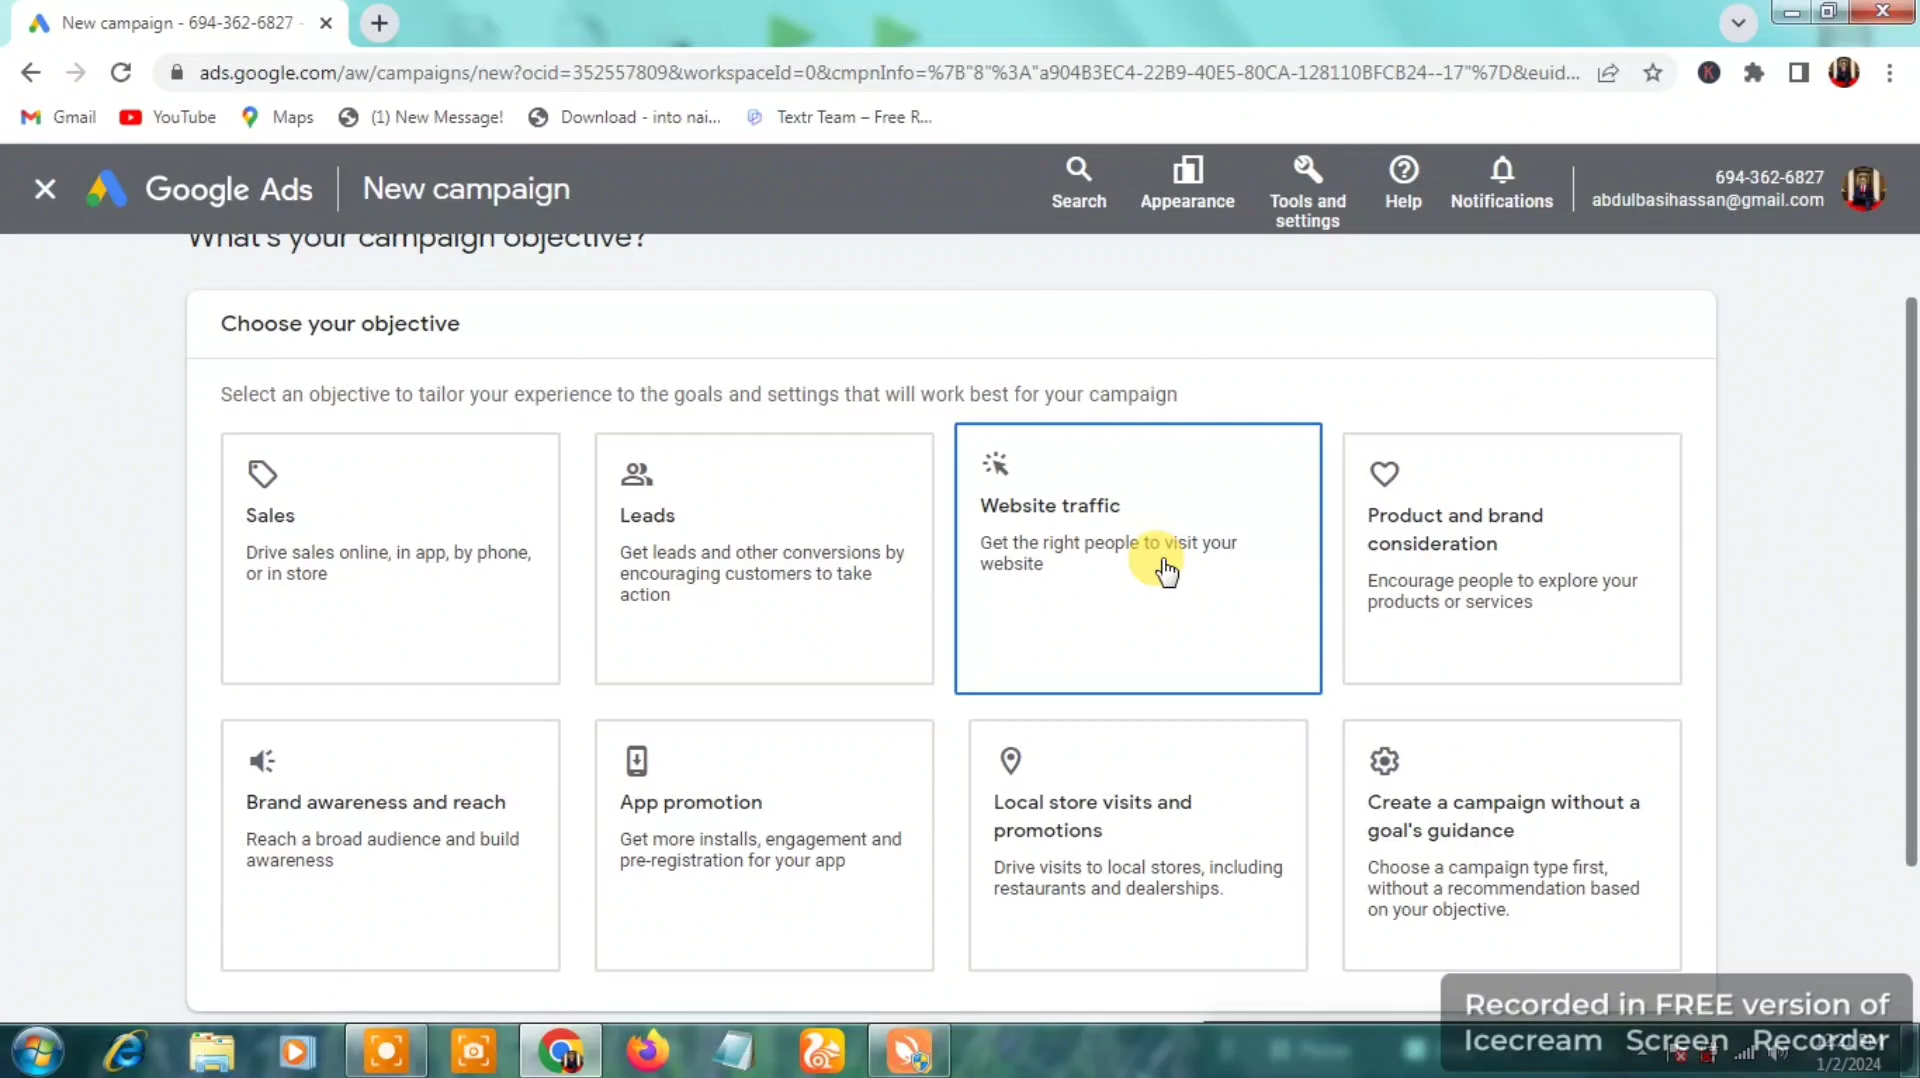 New campaign - 694-362-6827 -
ads.google.com/aw/campaigns/new?ocid=352557809&workspaceId=0&cmpnInfo=%7B"8"%3A"a904B3EC4-22B9-40E5-80CA-128110BFCB24--17"%7D&euid...
Gmail YouTube Maps (1) New Message! Download - into nai... Textr Team – Free R...
Google Ads New campaign
Search Appearance Tools and settings Help Notifications
694-362-6827
abdulbasihassan@gmail.com
What's your campaign objective?
Choose your objective
Select an objective to tailor your experience to the goals and settings that will work best for your campaign
Sales
Drive sales online, in app, by phone,
or in store
Leads
Get leads and other conversions by
encouraging customers to take
action
Website traffic
Get the right people to visit your
website
Product and brand
consideration
Encourage people to explore your
products or services
Brand awareness and reach
Reach a broad audience and build
awareness
App promotion
Get more installs, engagement and
pre-registration for your app
Local store visits and
promotions
Drive visits to local stores, including
restaurants and dealerships.
Create a campaign without a
goal's guidance
Choose a campaign type first,
without a recommendation based
on your objective.
Recorded in FREE version of
Icecream Screen Recorder
1/2/2024